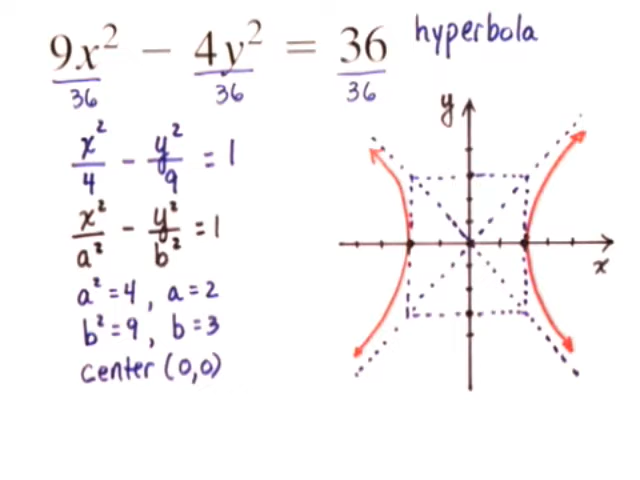 9x² − 4y² = 36 hyperbola
36 36 36
x²/4 − y²/9 = 1
x²/a² − y²/b² = 1
a² = 4 , a = 2
b² = 9 , b = 3
center (0,0)
y
x